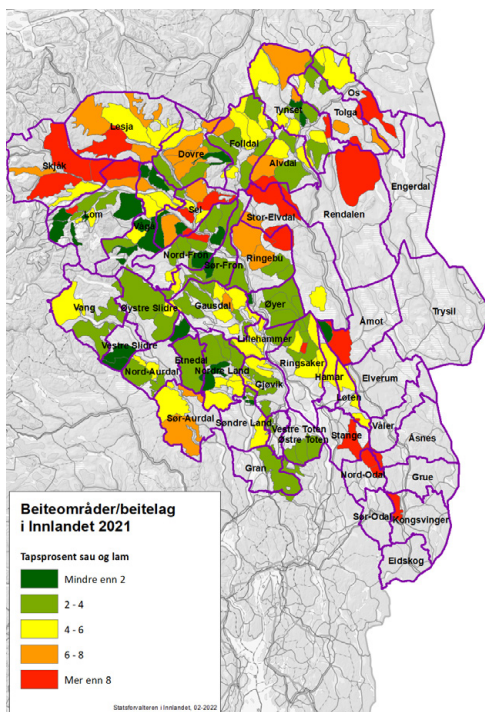 Os
Tynset
Tolga
Lesja
Folldal
Dovre
Alvdal
Engerdal
Skjåk
Rendalen
Lom
Sel
Stor-Elvdal
Vågå
Nord-Fron
Ringebu
Sør-Fron
Trysil
Vang
Øystre Slidre
Gausdal
Øyer
Åmot
Vestre Slidre
Lillehammer
Etnedal
Ringsaker
Elverum
Nord-Aurdal
Nordre Land
Hamar
Gjøvik
Løten
Sør-Aurdal
Søndre Land
Vestre Toten
Våler
Stange
Østre Toten
Åsnes
Gran
Nord-Odal
Grue
Sør-Odal
Kongsvinger
Eidskog
Beiteområder/beitelag
i Innlandet 2021
Tapsprosent sau og lam
Mindre enn 2
2 - 4
4 - 6
6 - 8
Mer enn 8
Statsforvalteren i Innlandet, 02-2022